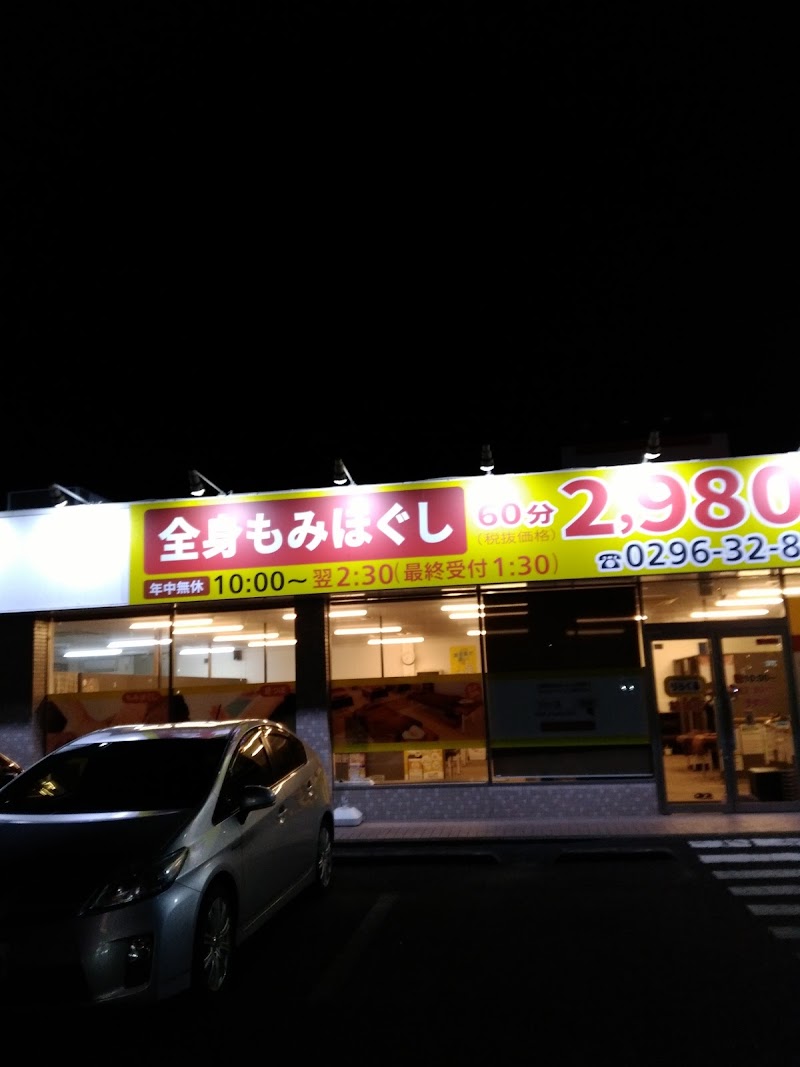 全身もみほぐし
60分
(税抜価格)
2,980
年中無休 10:00～翌2:30(最終受付1:30)
☎0296-32-8